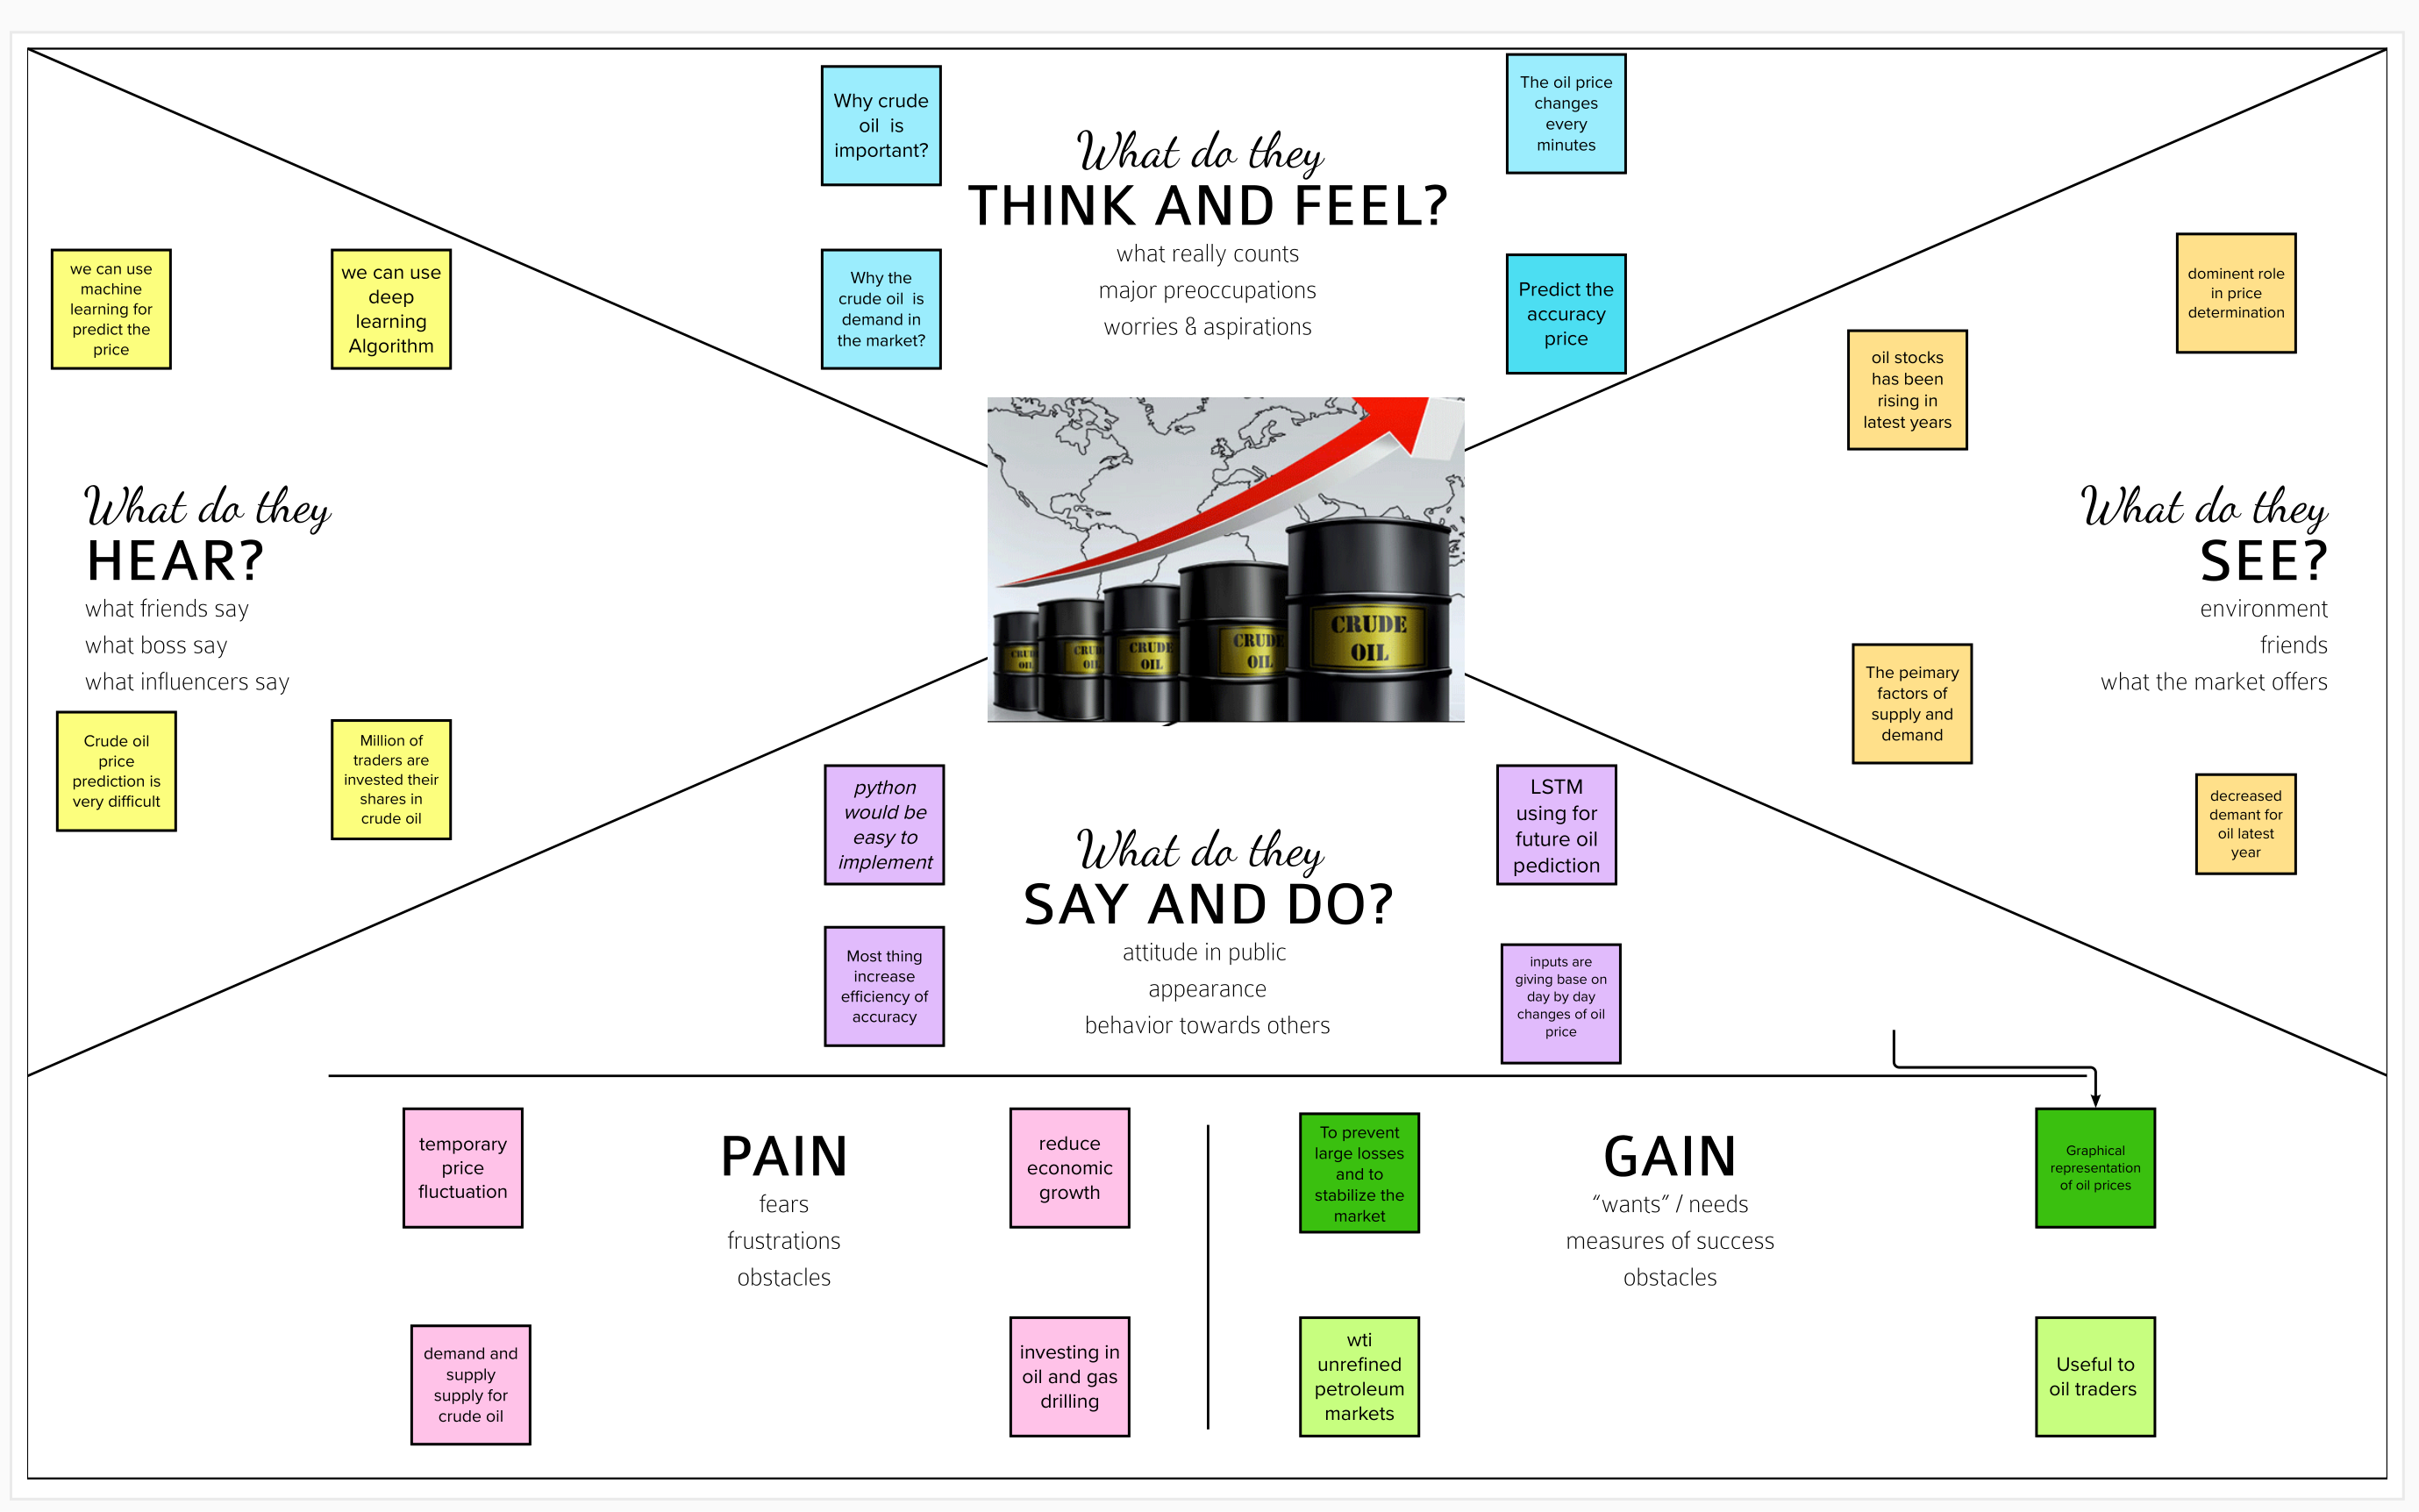 Why crude
oil is
important?
The oil price
changes
every
minutes
What do they
THINK AND FEEL?
what really counts
major preoccupations
worries & aspirations
Why the
crude oil is
demand in
the market?
Predict the
accuracy
price
we can use
machine
learning for
predict the
price
we can use
deep
learning
Algorithm
What do they
HEAR?
what friends say
what boss say
what influencers say
Crude oil
price
prediction is
very difficult
Million of
traders are
invested their
shares in
crude oil
CRUDE
OIL
CRUDE
OIL
CRUDE
OIL
CRUDE
OIL
CRUDE
OIL
dominent role
in price
determination
oil stocks
has been
rising in
latest years
What do they
SEE?
environment
friends
what the market offers
The peimary
factors of
supply and
demand
decreased
demant for
oil latest
year
python
would be
easy to
implement
LSTM
using for
future oil
pediction
What do they
SAY AND DO?
attitude in public
appearance
behavior towards others
Most thing
increase
efficiency of
accuracy
inputs are
giving base on
day by day
changes of oil
price
temporary
price
fluctuation
PAIN
fears
frustrations
obstacles
reduce
economic
growth
demand and
supply
supply for
crude oil
investing in
oil and gas
drilling
To prevent
large losses
and to
stabilize the
market
GAIN
“wants” / needs
measures of success
obstacles
Graphical
representation
of oil prices
wti
unrefined
petroleum
markets
Useful to
oil traders